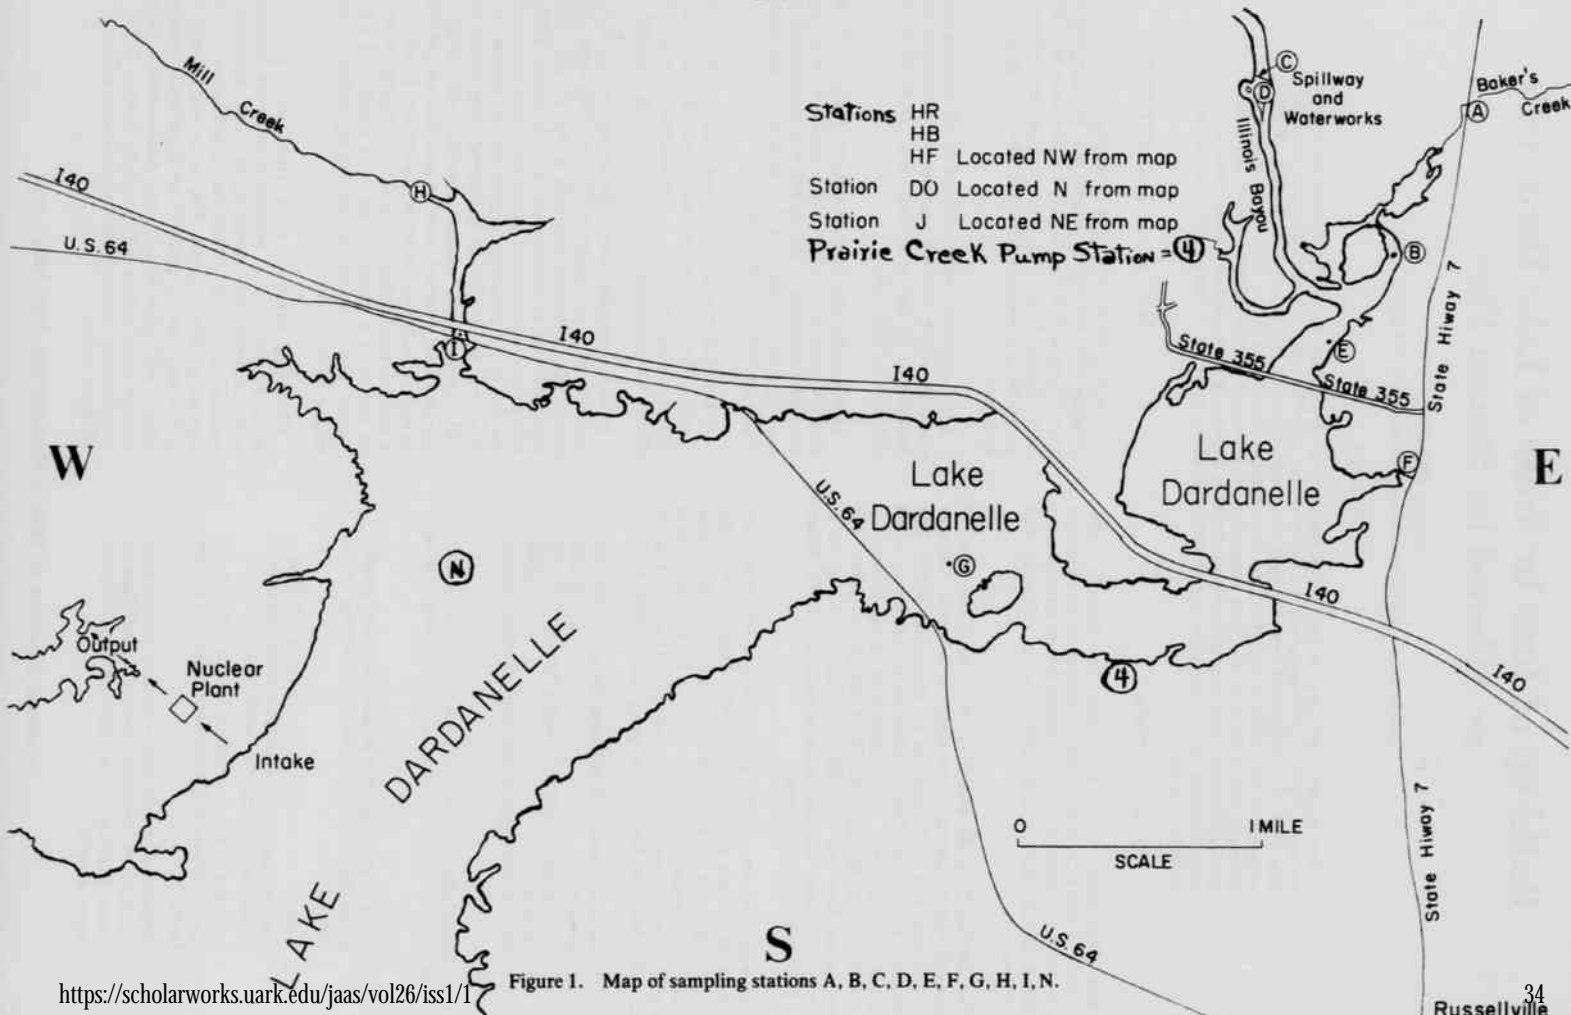 Mill
Creek
Stations HR
HB
HF Located NW from map
Station DO Located N from map
Station J Located NE from map
Prairie Creek Pump Station = 4
C
D
Spillway
and
Waterworks
Illinois Bayou
Baker's
Creek
A
B
State Hiway 7
E
State 355
State 355
F
I40
U.S. 64
H
I
I40
I40
W
E
Lake
Dardanelle
Lake
Dardanelle
U.S. 64
G
N
I40
I40
4
Output
Nuclear
Plant
Intake
LAKE DARDANELLE
0 1 MILE
SCALE
State Hiway 7
U.S. 64
S
Figure 1. Map of sampling stations A, B, C, D, E, F, G, H, I, N.
https://scholarworks.uark.edu/jaas/vol26/iss1/1
34
Russellville